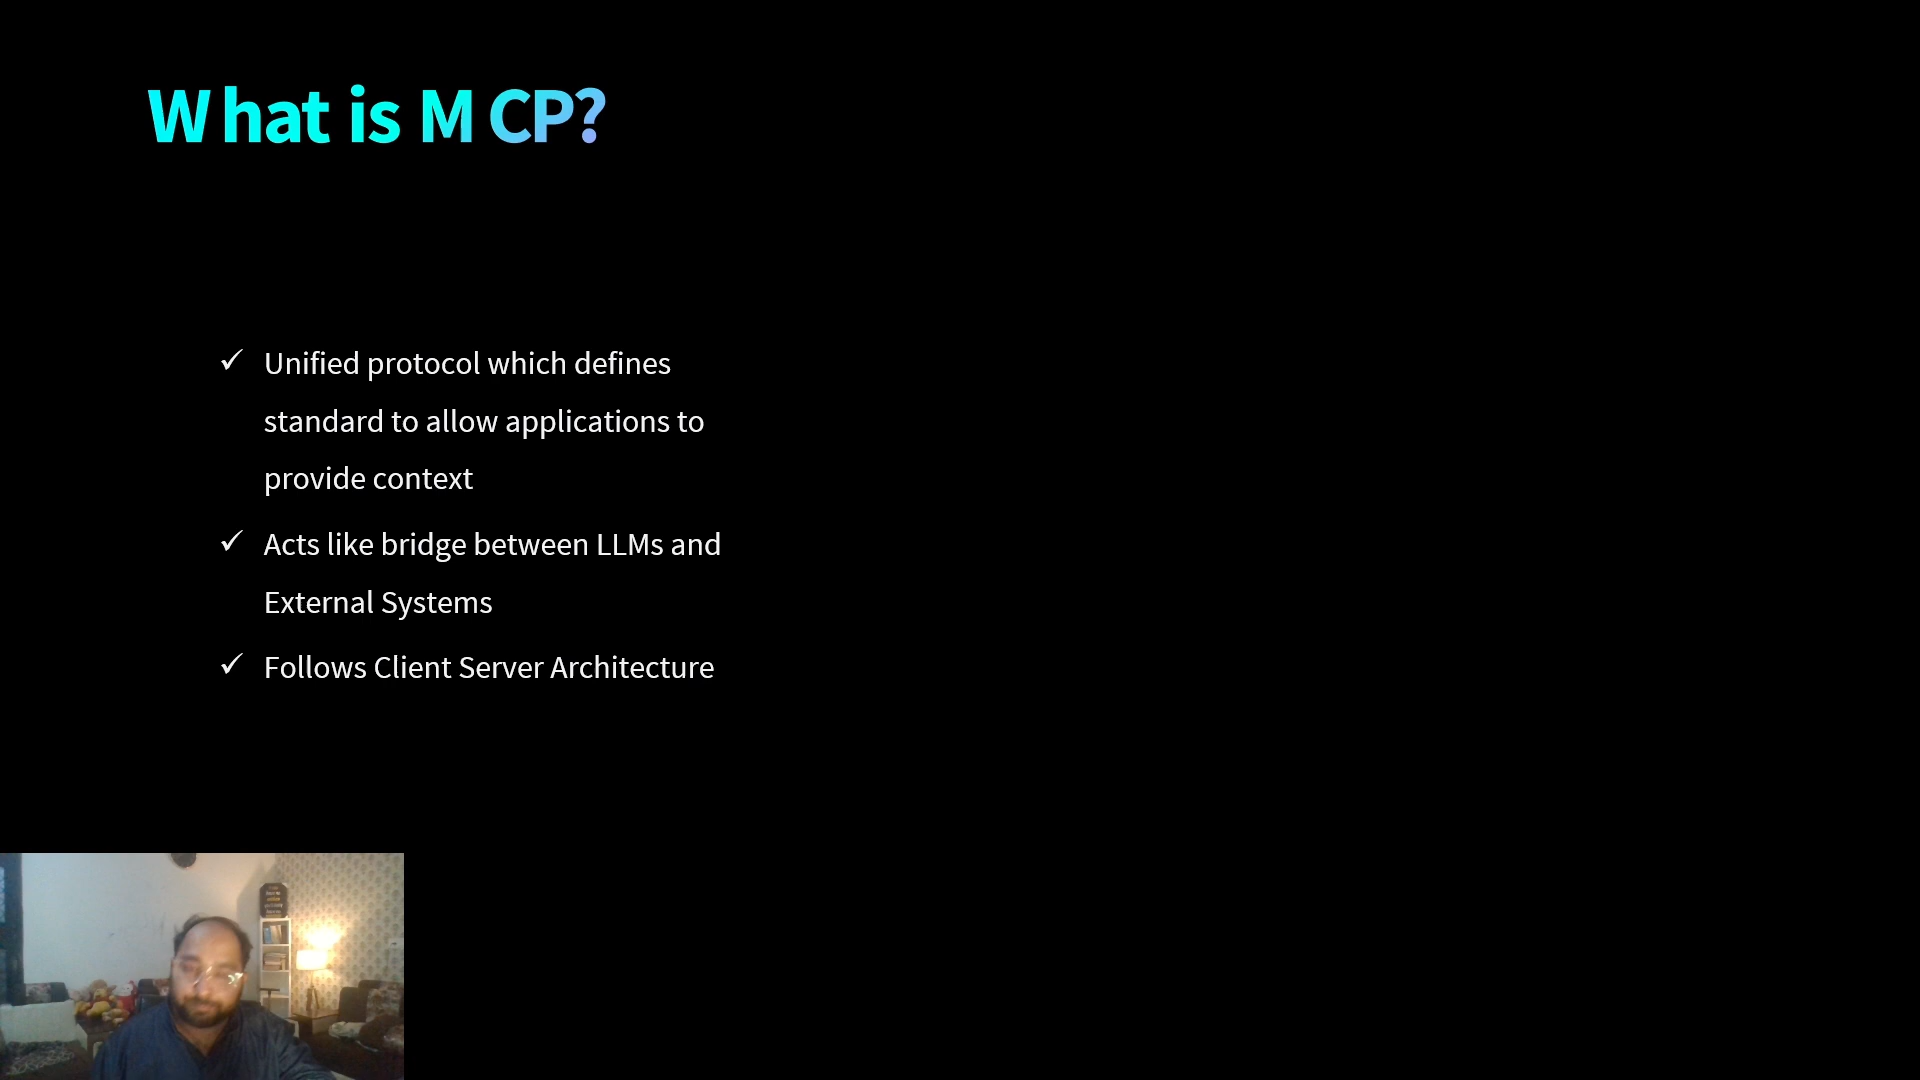 What is MCP?
✓ Unified protocol which defines
standard to allow applications to
provide context
✓ Acts like bridge between LLMs and
External Systems
✓ Follows Client Server Architecture